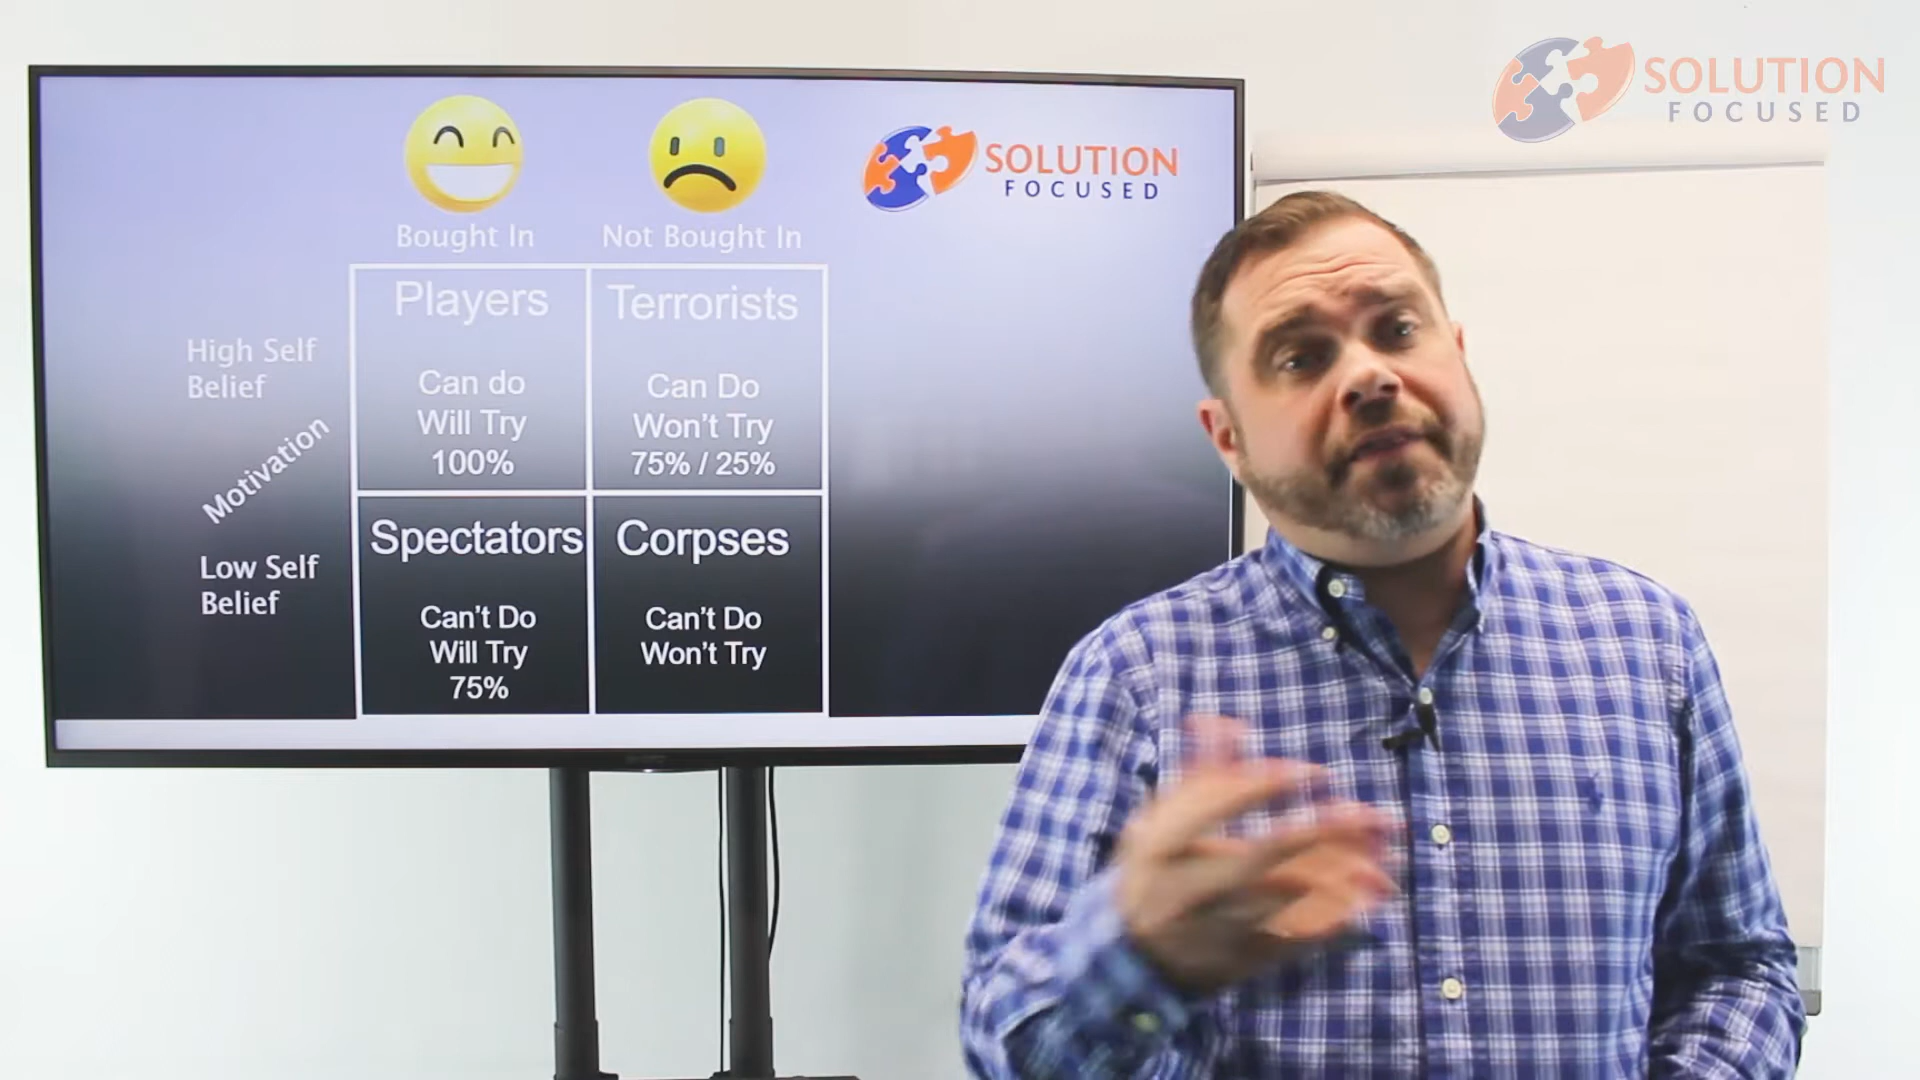 SOLUTION
FOCUSED
SOLUTION
FOCUSED
Bought In
Not Bought In
High Self
Belief
Motivation
Low Self
Belief
Players
Can do
Will Try
100%
Terrorists
Can Do
Won't Try
75% / 25%
Spectators
Can't Do
Will Try
75%
Corpses
Can't Do
Won't Try